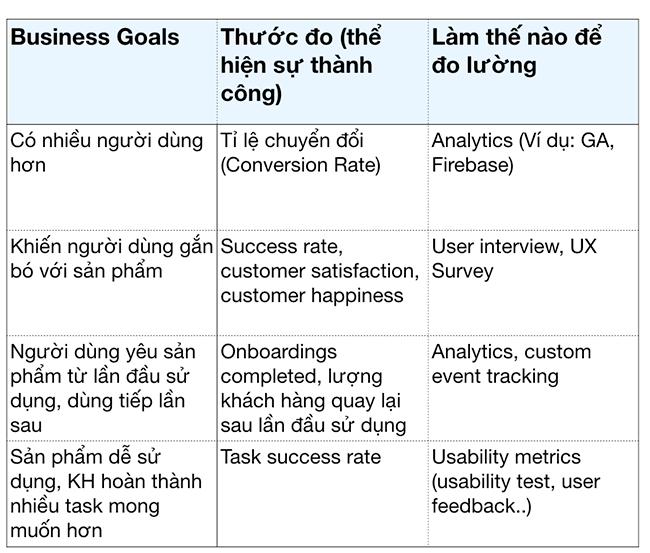 Business Goals
Thước đo (thể
hiện sự thành
công)
Làm thế nào để
đo lường
Có nhiều người dùng
hơn
Tỉ lệ chuyển đổi
(Conversion Rate)
Analytics (Ví dụ: GA,
Firebase)
Khiến người dùng gắn
bó với sản phẩm
Success rate,
customer satisfaction,
customer happiness
User interview, UX
Survey
Người dùng yêu sản
phẩm từ lần đầu sử
dụng, dùng tiếp lần
sau
Onboardings
completed, lượng
khách hàng quay lại
sau lần đầu sử dụng
Analytics, custom
event tracking
Sản phẩm dễ sử
dụng, KH hoàn thành
nhiều task mong
muốn hơn
Task success rate
Usability metrics
(usability test, user
feedback..)